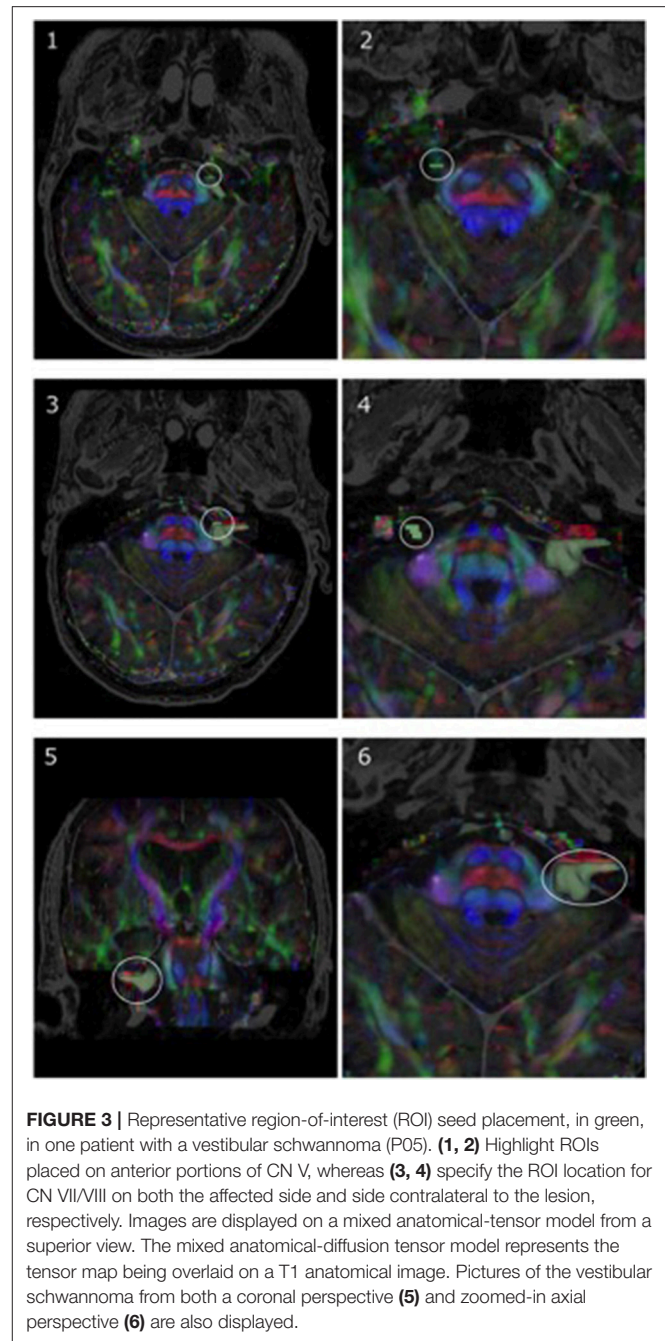 1
2
3
4
5
6
FIGURE 3 | Representative region-of-interest (ROI) seed placement, in green,
in one patient with a vestibular schwannoma (P05). (1, 2) Highlight ROIs
placed on anterior portions of CN V, whereas (3, 4) specify the ROI location for
CN VII/VIII on both the affected side and side contralateral to the lesion,
respectively. Images are displayed on a mixed anatomical-tensor model from a
superior view. The mixed anatomical-diffusion tensor model represents the
tensor map being overlaid on a T1 anatomical image. Pictures of the vestibular
schwannoma from both a coronal perspective (5) and zoomed-in axial
perspective (6) are also displayed.